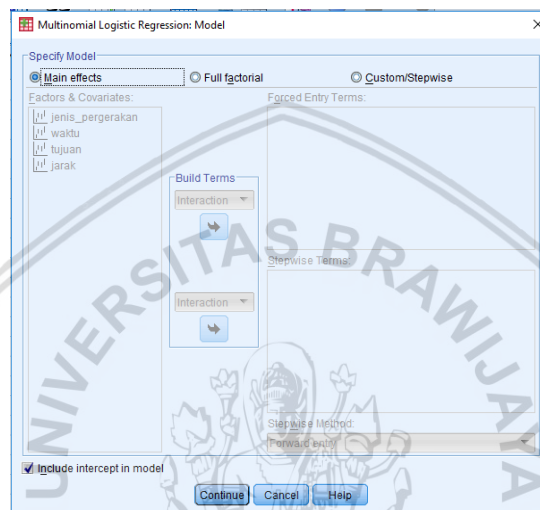 Multinomial Logistic Regression: Model
Specify Model
Main effects
Full factorial
Custom/Stepwise
Factors & Covariates:
jenis_pergerakan
waktu
tujuan
jarak
Build Terms
Interaction
Interaction
Forced Entry Terms:
Stepwise Terms:
Stepwise Method:
Forward entry
Include intercept in model
Continue Cancel Help
UNIVERSITAS BRAWIJAYA